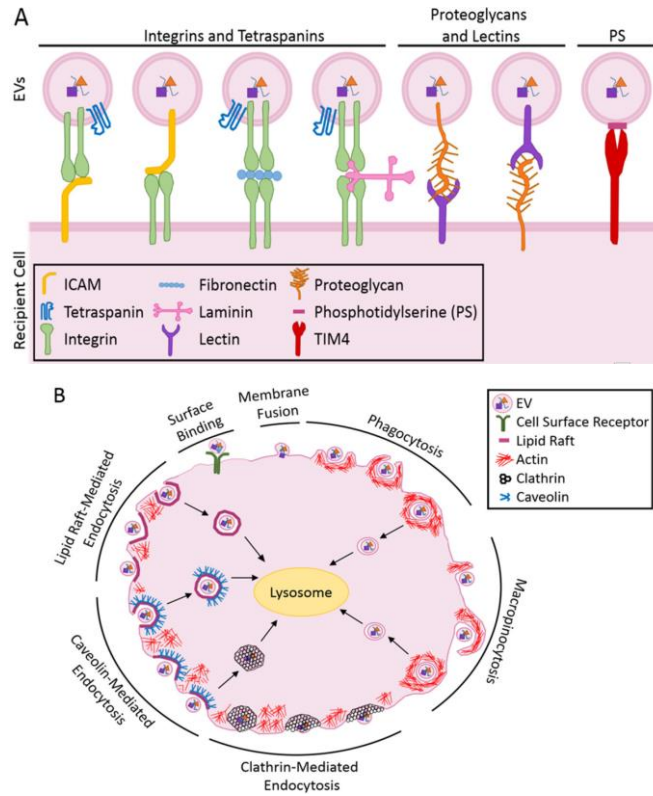 A
Integrins and Tetraspanins
Proteoglycans
and Lectins
PS
EVs
Recipient Cell
ICAM
Tetraspanin
Integrin
Fibronectin
Laminin
Lectin
Proteoglycan
Phosphotidylserine (PS)
TIM4
B
Surface
Binding
Membrane
Fusion
Phagocytosis
Macropinocytosis
Clathrin-Mediated
Endocytosis
Caveolin-Mediated
Endocytosis
Lipid Raft-Mediated
Endocytosis
Lysosome
EV
Cell Surface Receptor
Lipid Raft
Actin
Clathrin
Caveolin